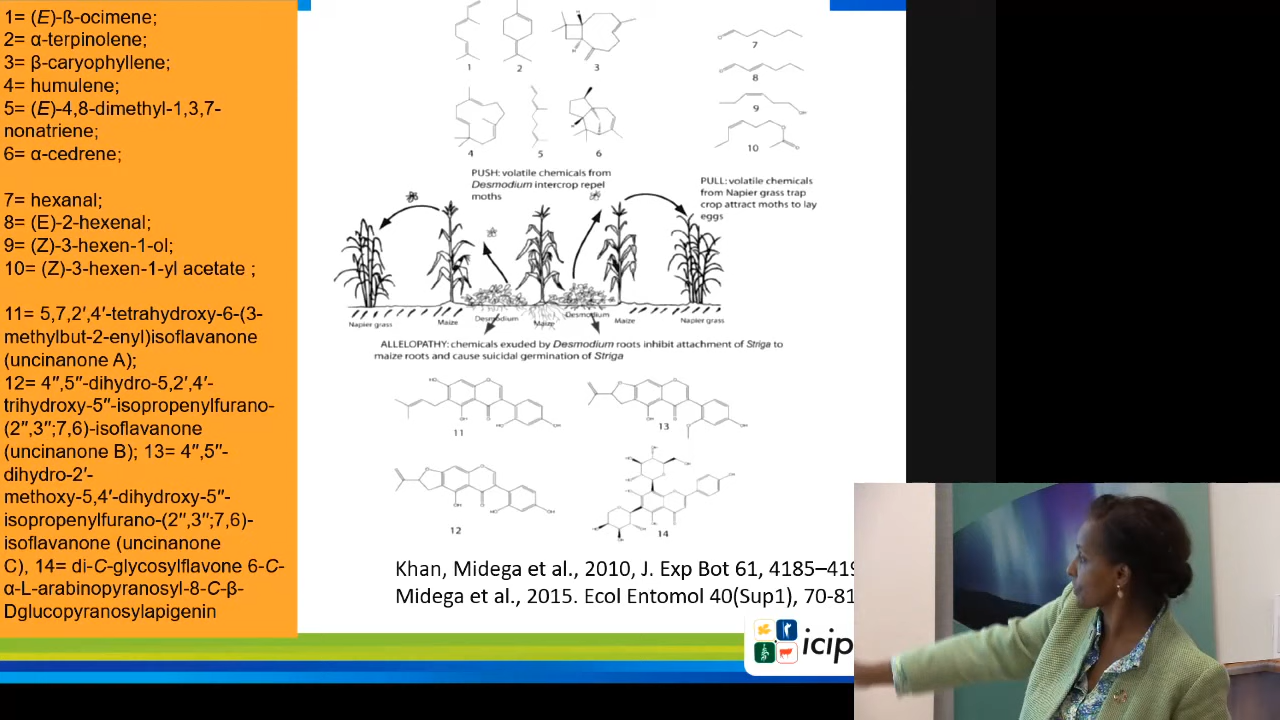 1= (E)-ß-ocimene;
2= α-terpinolene;
3= β-caryophyllene;
4= humulene;
5= (E)-4,8-dimethyl-1,3,7-
nonatriene;
6= α-cedrene;
7= hexanal;
8= (E)-2-hexenal;
9= (Z)-3-hexen-1-ol;
10= (Z)-3-hexen-1-yl acetate ;
11= 5,7,2′,4′-tetrahydroxy-6-(3-
methylbut-2-enyl)isoflavanone
(uncinanone A);
12= 4′′,5′′-dihydro-5,2′,4′-
trihydroxy-5′′-isopropenylfurano-
(2′′,3′′;7,6)-isoflavanone
(uncinanone B); 13= 4′′,5′′-
dihydro-2′-
methoxy-5,4′-dihydroxy-5′′-
isopropenylfurano-(2′′,3′′;7,6)-
isoflavanone (uncinanone
C), 14= di-C-glycosylflavone 6-C-
α-L-arabinopyranosyl-8-C-β-
Dglucopyranosylapigenin
1
2
3
4
5
6
7
8
9
10
PUSH: volatile chemicals from
Desmodium intercrop repel
moths
PULL: volatile chemicals
from Napier grass trap
crop attract moths to lay
eggs
Napier grass
Maize
Desmodium
Maize
Desmodium
Maize
Napier grass
ALLELOPATHY: chemicals exuded by Desmodium roots inhibit attachment of Striga to
maize roots and cause suicidal germination of Striga
11
13
12
14
Khan, Midega et al., 2010, J. Exp Bot 61, 4185–419
Midega et al., 2015. Ecol Entomol 40(Sup1), 70-81
icip